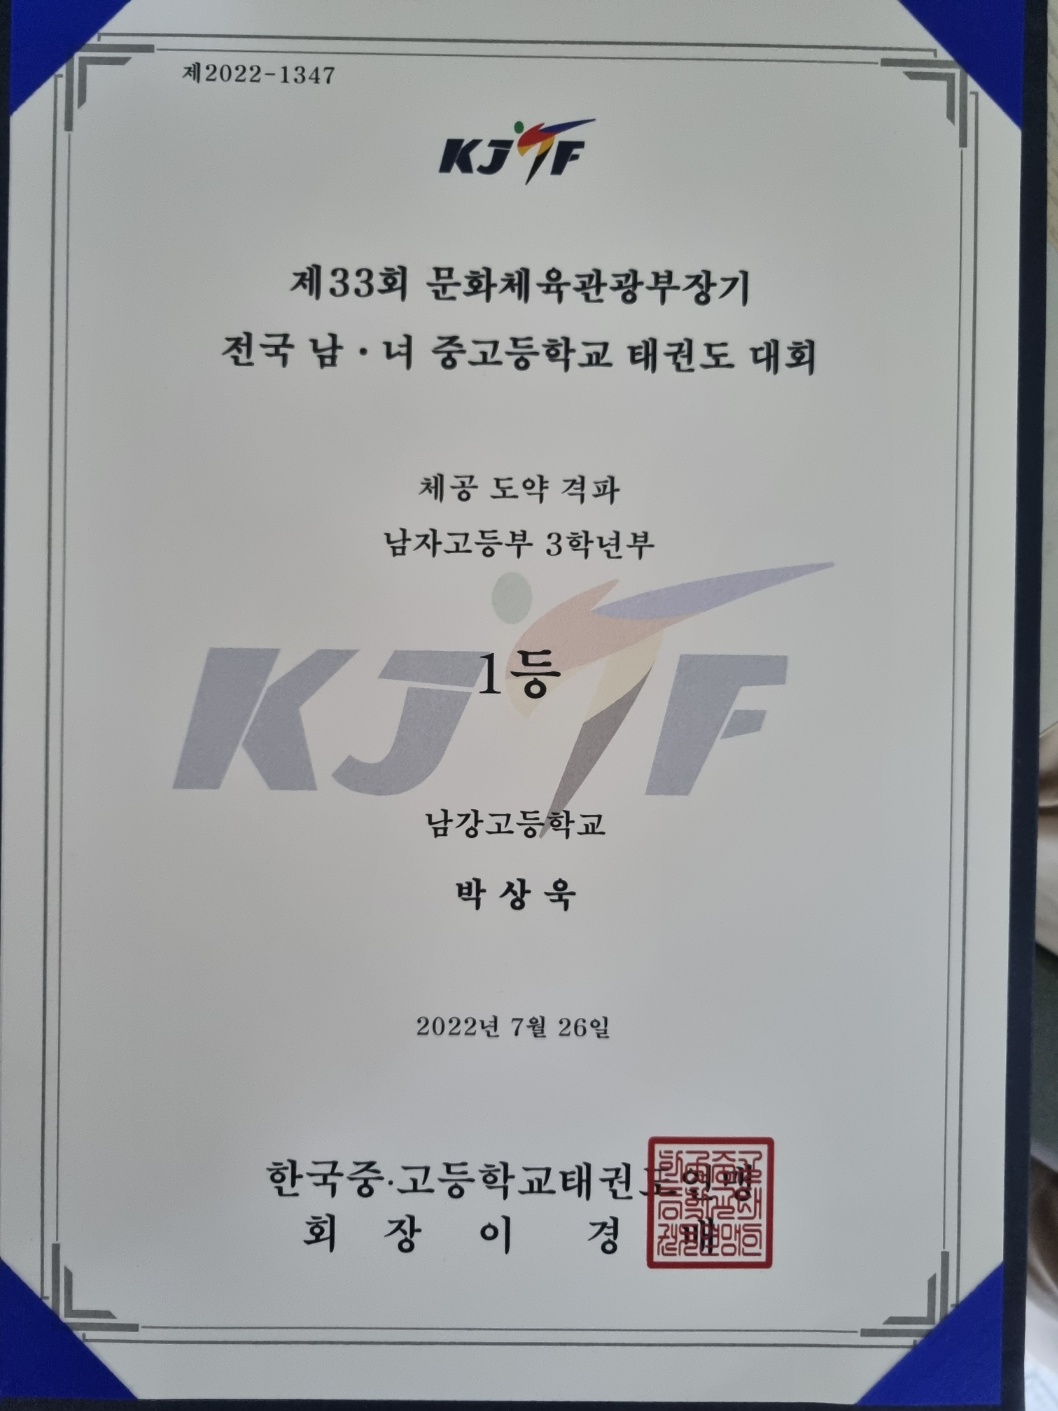 제2022-1347
KJTF
제33회 문화체육관광부장기
전국 남·녀 중고등학교 태권도 대회
체공 도약 격파
남자고등부 3학년부
KJTF
1등
남강고등학교
박상욱
2022년 7월 26일
한국중·고등학교태권도연맹
회 장 이 경 배